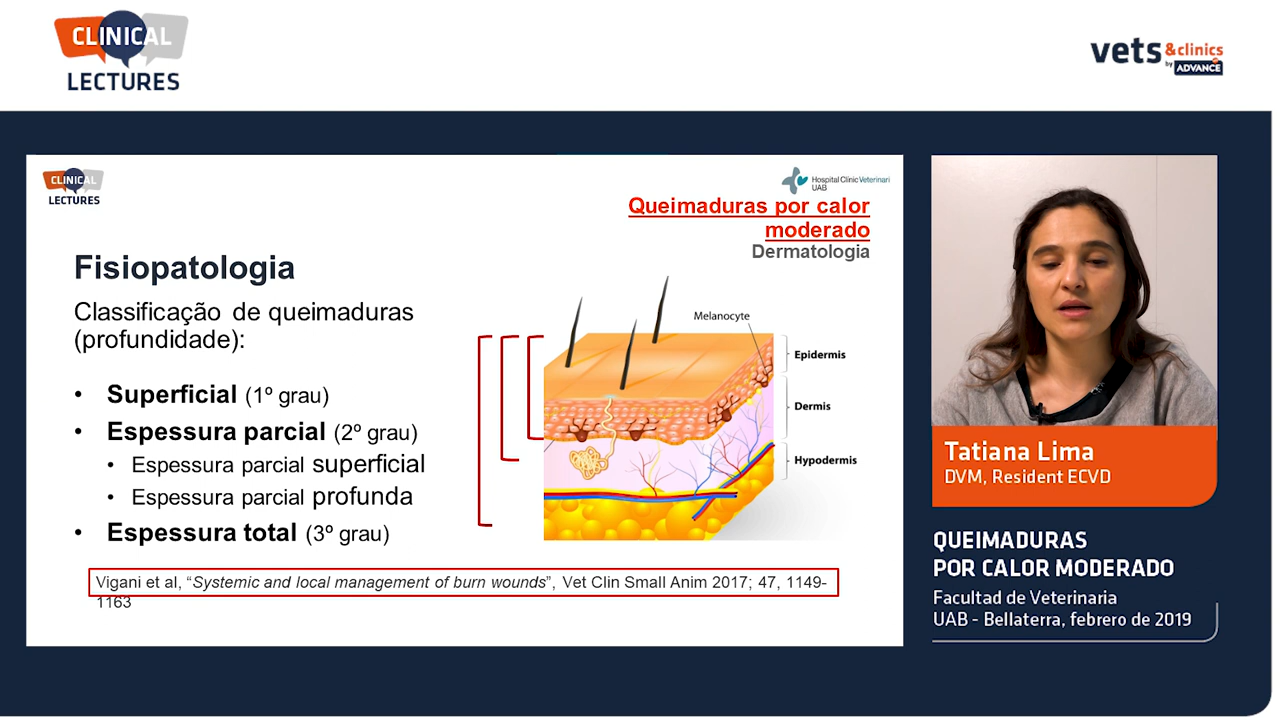 CLINICAL
LECTURES
vets &clinics
by ADVANCE
CLINICAL
LECTURES
Hospital Clínic Veterinari
UAB
Queimaduras por calor
moderado
Dermatologia
Fisiopatologia
Classificação de queimaduras
(profundidade):
• Superficial (1º grau)
• Espessura parcial (2º grau)
• Espessura parcial superficial
• Espessura parcial profunda
• Espessura total (3º grau)
Melanocyte
Epidermis
Dermis
Hypodermis
Vigani et al, “Systemic and local management of burn wounds”, Vet Clin Small Anim 2017; 47, 1149-
1163
Tatiana Lima
DVM, Resident ECVD
QUEIMADURAS
POR CALOR MODERADO
Facultad de Veterinaria
UAB - Bellaterra, febrero de 2019